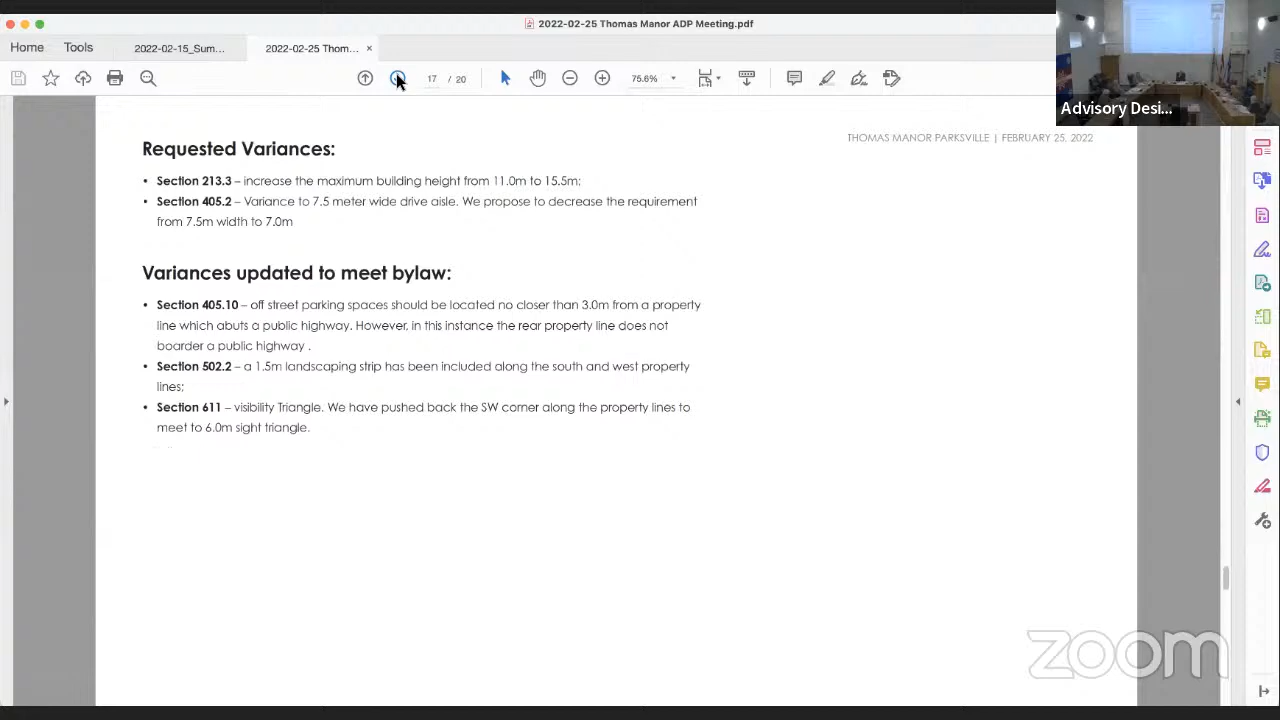 2022-02-25 Thomas Manor ADP Meeting.pdf
Home
Tools
2022-02-15_Sum...
2022-02-25 Thom...
×
17 / 20
75.6%
Advisory Desi...
THOMAS MANOR PARKSVILLE | FEBRUARY 25, 2022
Requested Variances:
• Section 213.3 – increase the maximum building height from 11.0m to 15.5m;
• Section 405.2 – Variance to 7.5 meter wide drive aisle. We propose to decrease the requirement
from 7.5m width to 7.0m
Variances updated to meet bylaw:
• Section 405.10 – off street parking spaces should be located no closer than 3.0m from a property
line which abuts a public highway. However, in this instance the rear property line does not
boarder a public highway .
• Section 502.2 – a 1.5m landscaping strip has been included along the south and west property
lines;
• Section 611 – visibility Triangle. We have pushed back the SW corner along the property lines to
meet to 6.0m sight triangle.
zoom